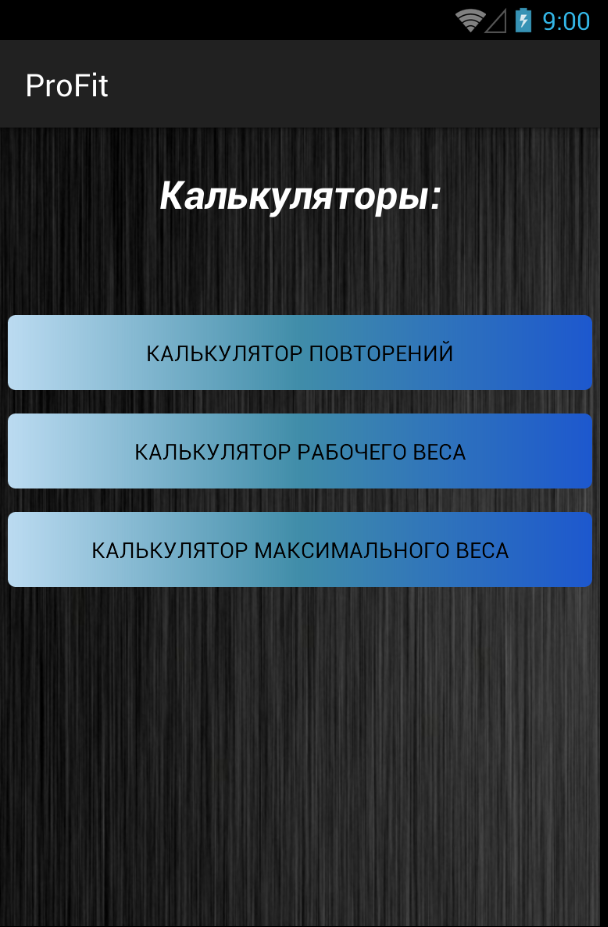 9:00
ProFit
Калькуляторы:
КАЛЬКУЛЯТОР ПОВТОРЕНИЙ
КАЛЬКУЛЯТОР РАБОЧЕГО ВЕСА
КАЛЬКУЛЯТОР МАКСИМАЛЬНОГО ВЕСА